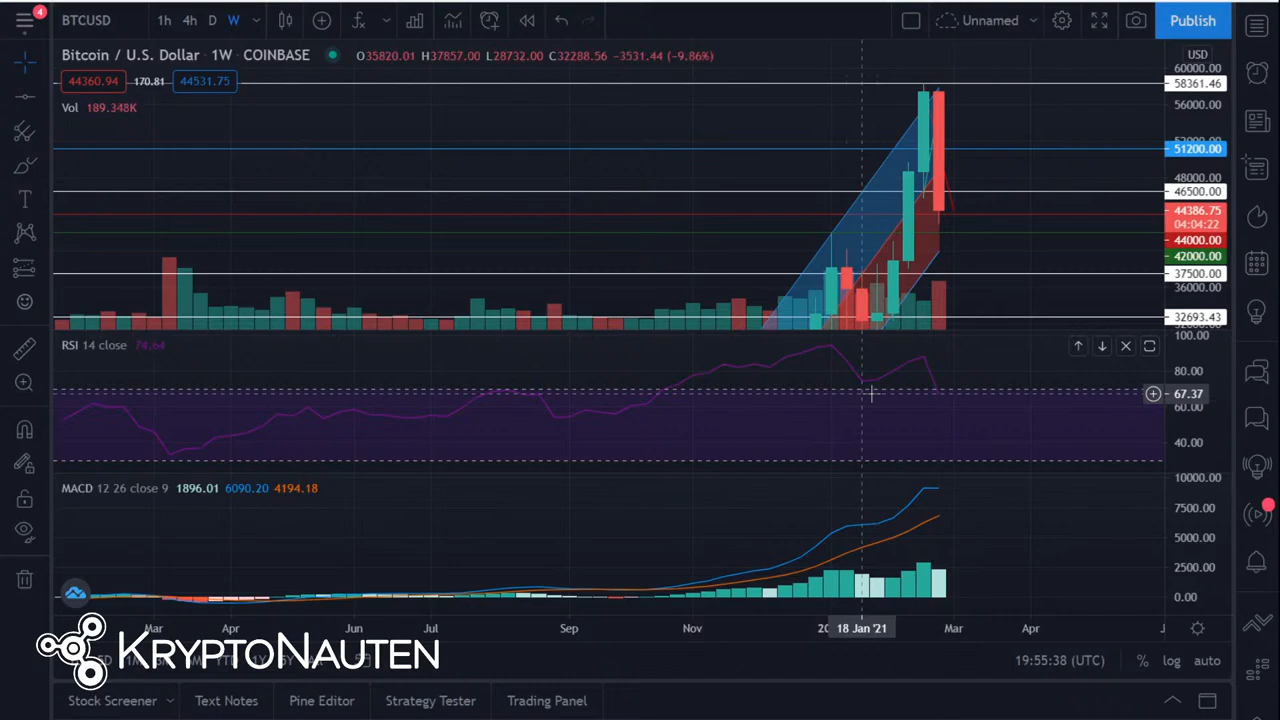 4
BTCUSD 1h 4h D W Unnamed Publish
Bitcoin / U.S. Dollar · 1W · COINBASE O35820.01 H37857.00 L28732.00 C32288.56 −3531.44 (−9.86%)
44360.94 170.81 44531.75
Vol 189.348K
USD
60000.00
58361.46
56000.00
51200.00
48000.00
46500.00
44386.75
04:04:22
44000.00
42000.00
37500.00
36000.00
32693.43
RSI 14 close 74.64
100.00
80.00
67.37
60.00
40.00
MACD 12 26 close 9 1896.01 6090.20 4194.18
10000.00
7500.00
5000.00
2500.00
0.00
Mar Apr Jun Jul Sep Nov 18 Jan '21 Mar Apr
KRYPTONAUTEN
19:55:38 (UTC) % log auto
Stock Screener Text Notes Pine Editor Strategy Tester Trading Panel